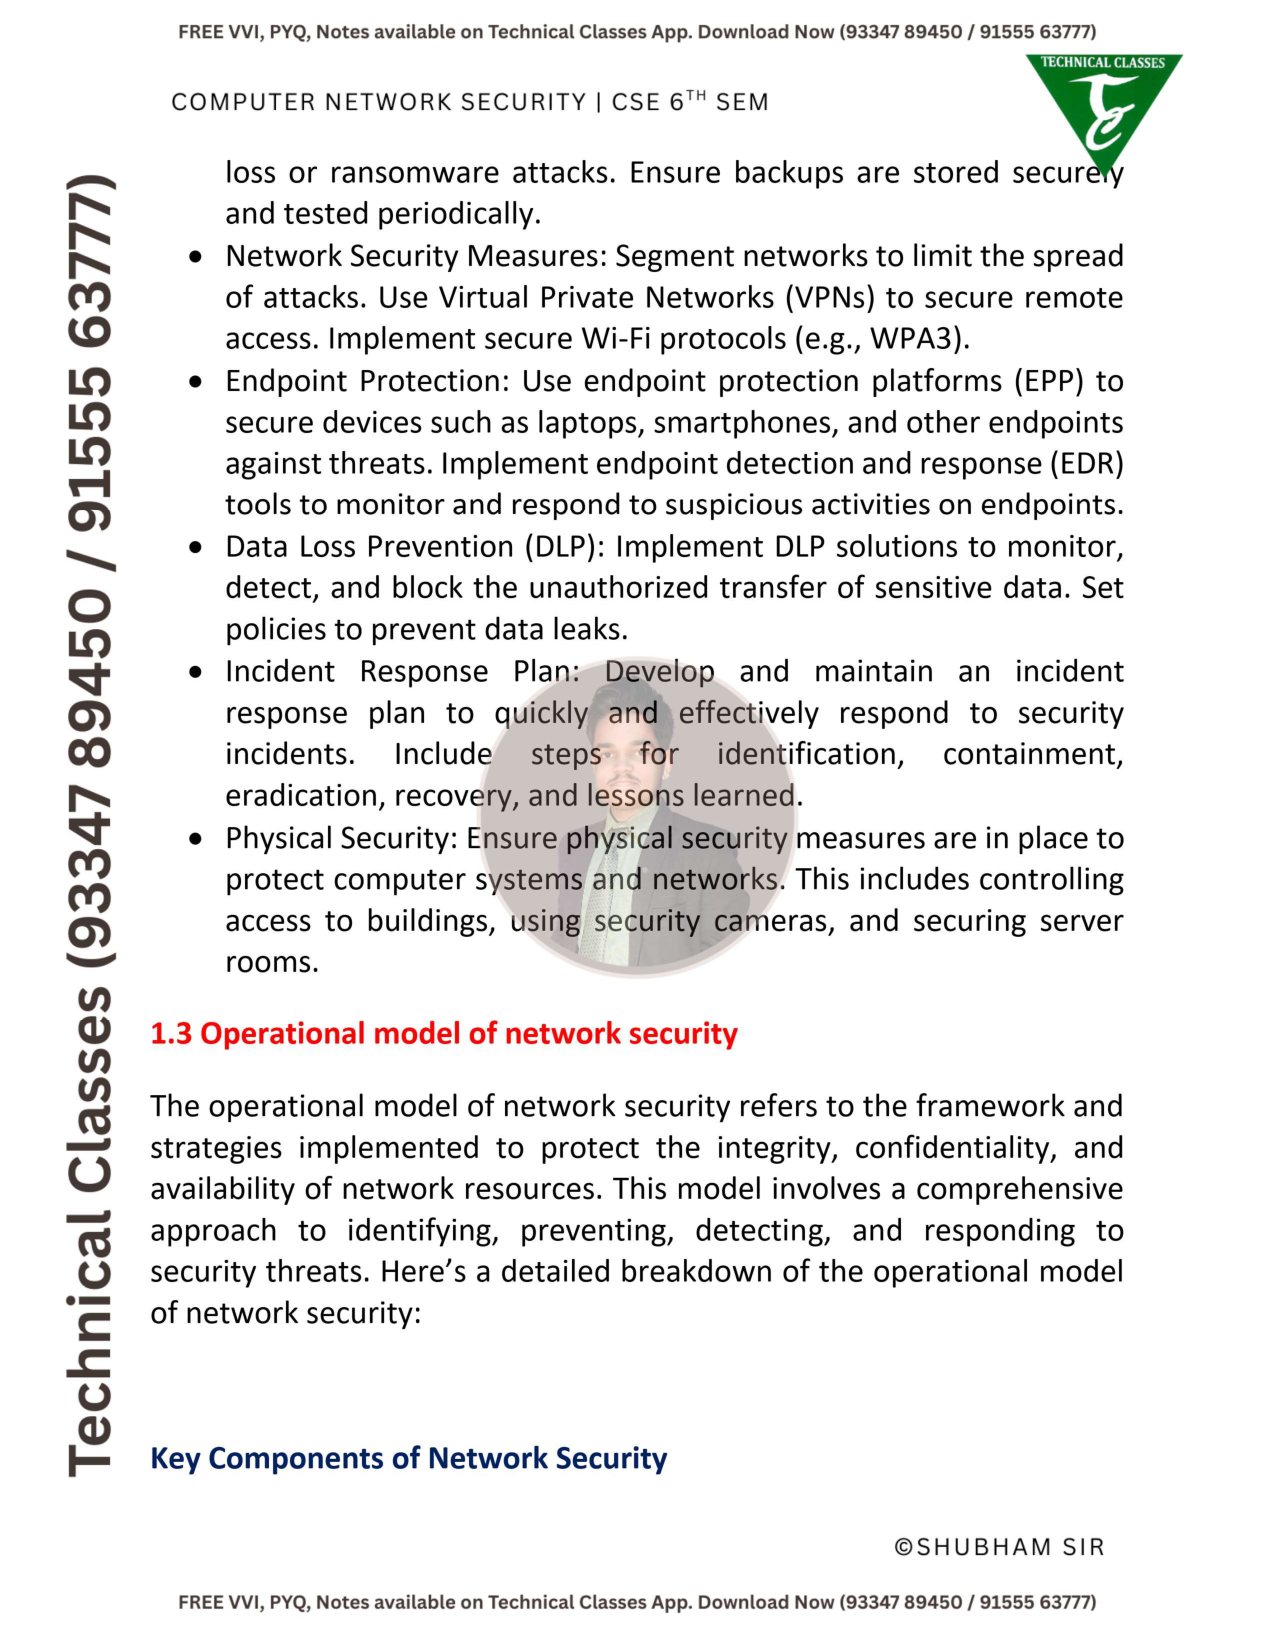 FREE VVI, PYQ, Notes available on Technical Classes App. Download Now (93347 89450 / 91555 63777)
TECHNICAL CLASSES
COMPUTER NETWORK SECURITY | CSE 6TH SEM
Technical Classes (93347 89450 / 91555 63777)
loss or ransomware attacks. Ensure backups are stored securely
and tested periodically.
• Network Security Measures: Segment networks to limit the spread
of attacks. Use Virtual Private Networks (VPNs) to secure remote
access. Implement secure Wi-Fi protocols (e.g., WPA3).
• Endpoint Protection: Use endpoint protection platforms (EPP) to
secure devices such as laptops, smartphones, and other endpoints
against threats. Implement endpoint detection and response (EDR)
tools to monitor and respond to suspicious activities on endpoints.
• Data Loss Prevention (DLP): Implement DLP solutions to monitor,
detect, and block the unauthorized transfer of sensitive data. Set
policies to prevent data leaks.
• Incident Response Plan: Develop and maintain an incident
response plan to quickly and effectively respond to security
incidents. Include steps for identification, containment,
eradication, recovery, and lessons learned.
• Physical Security: Ensure physical security measures are in place to
protect computer systems and networks. This includes controlling
access to buildings, using security cameras, and securing server
rooms.
1.3 Operational model of network security
The operational model of network security refers to the framework and
strategies implemented to protect the integrity, confidentiality, and
availability of network resources. This model involves a comprehensive
approach to identifying, preventing, detecting, and responding to
security threats. Here’s a detailed breakdown of the operational model
of network security:
Key Components of Network Security
©SHUBHAM SIR
FREE VVI, PYQ, Notes available on Technical Classes App. Download Now (93347 89450 / 91555 63777)